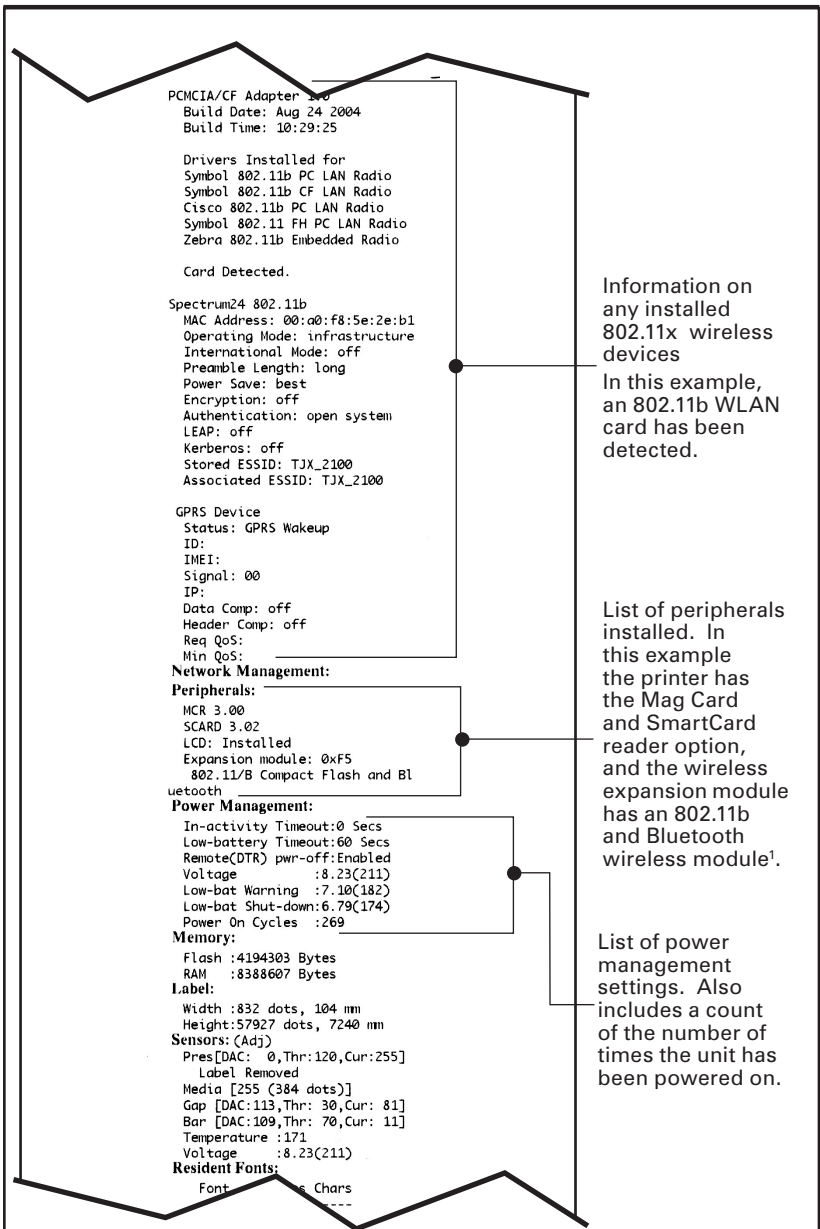 PCMCIA/CF Adapter
Build Date: Aug 24 2004
Build Time: 10:29:25
Drivers Installed for
Symbol 802.11b PC LAN Radio
Symbol 802.11b CF LAN Radio
Cisco 802.11b PC LAN Radio
Symbol 802.11 FH PC LAN Radio
Zebra 802.11b Embedded Radio
Card Detected.
Spectrum24 802.11b
MAC Address: 00:a0:f8:5e:2e:b1
Operating Mode: infrastructure
International Mode: off
Preamble Length: long
Power Save: best
Encryption: off
Authentication: open system
LEAP: off
Kerberos: off
Stored ESSID: TJX_2100
Associated ESSID: TJX_2100
GPRS Device
Status: GPRS Wakeup
ID:
IMEI:
Signal: 00
IP:
Data Comp: off
Header Comp: off
Req QoS:
Min QoS:
Network Management:
Peripherals:
MCR 3.00
SCARD 3.02
LCD: Installed
Expansion module: 0xF5
802.11/B Compact Flash and Bl
uetooth
Power Management:
In-activity Timeout:0 Secs
Low-battery Timeout:60 Secs
Remote(DTR) pwr-off:Enabled
Voltage :8.23(211)
Low-bat Warning :7.10(182)
Low-bat Shut-down:6.79(174)
Power On Cycles :269
Memory:
Flash :4194303 Bytes
RAM :8388607 Bytes
Label:
Width :832 dots, 104 mm
Height:57927 dots, 7240 mm
Sensors: (Adj)
Pres[DAC: 0,Thr:120,Cur:255]
Label Removed
Media [255 (384 dots)]
Gap [DAC:113,Thr: 30,Cur: 81]
Bar [DAC:109,Thr: 70,Cur: 11]
Temperature :171
Voltage :8.23(211)
Resident Fonts:
Font Chars
Information on
any installed
802.11x wireless
devices
In this example,
an 802.11b WLAN
card has been
detected.
List of peripherals
installed. In
this example
the printer has
the Mag Card
and SmartCard
reader option,
and the wireless
expansion module
has an 802.11b
and Bluetooth
wireless module¹.
List of power
management
settings. Also
includes a count
of the number of
times the unit has
been powered on.